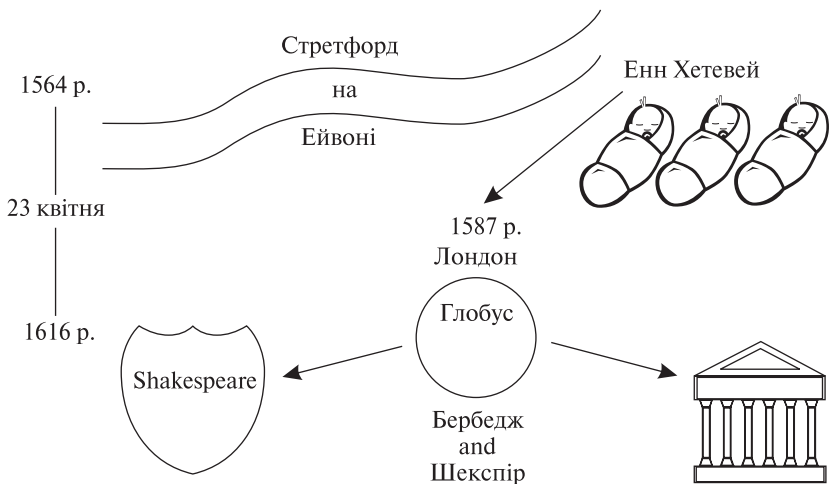 Стретфорд
на
Ейвоні
1564 р.
23 квітня
1616 р.
Енн Хетевей
1587 р.
Лондон
Глобус
Shakespeare
Бербедж
and
Шекспір